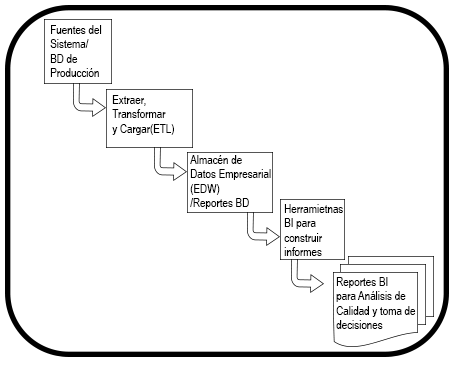 Fuentes del
Sistema/
BD de
Producción
Extraer,
Transformar
y Cargar(ETL)
Almacén de
Datos Empresarial
(EDW)
/Reportes BD
Herramietnas
BI para
construir
informes
Reportes BI
para Análisis de
Calidad y toma de
decisiones